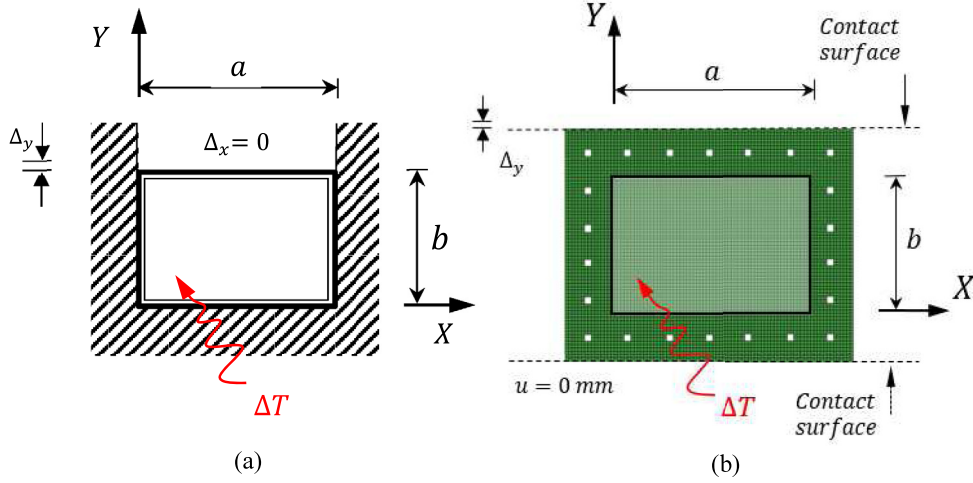 Y
a
Δy
Δx = 0
b
X
ΔT
(a)
Y
Contact
surface
a
Δy
b
X
u = 0 mm
ΔT
Contact
surface
(b)